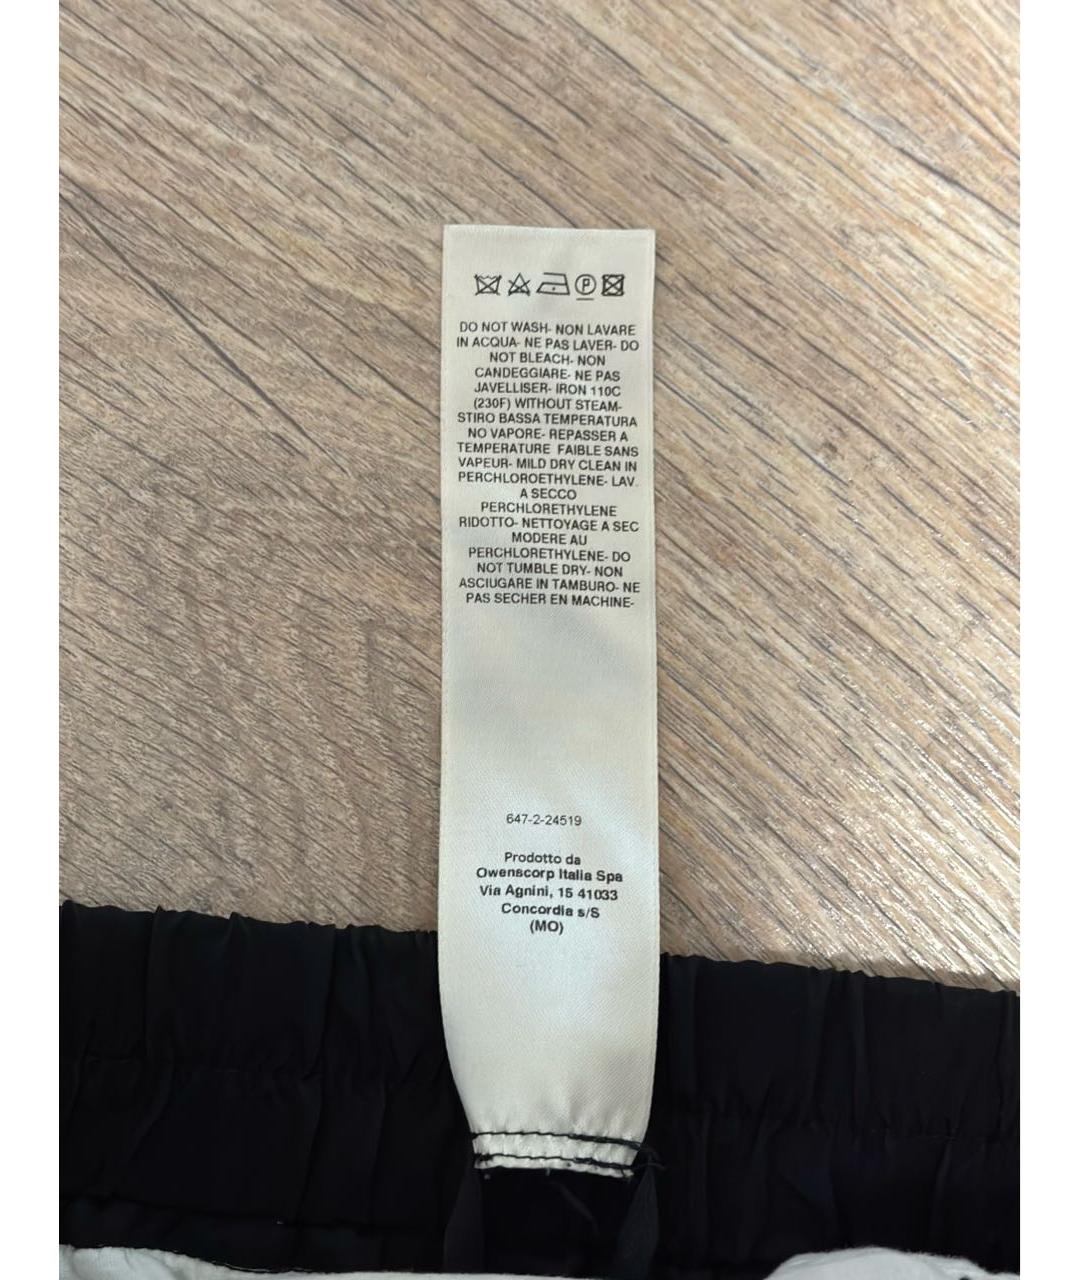 P
DO NOT WASH- NON LAVARE
IN ACQUA- NE PAS LAVER- DO
NOT BLEACH- NON
CANDEGGIARE- NE PAS
JAVELLISER- IRON 110C
(230F) WITHOUT STEAM-
STIRO BASSA TEMPERATURA
NO VAPORE- REPASSER A
TEMPERATURE FAIBLE SANS
VAPEUR- MILD DRY CLEAN IN
PERCHLOROETHYLENE- LAV.
A SECCO
PERCHLORETHYLENE
RIDOTTO- NETTOYAGE A SEC
MODERE AU
PERCHLORETHYLENE- DO
NOT TUMBLE DRY- NON
ASCIUGARE IN TAMBURO- NE
PAS SECHER EN MACHINE-
647-2-24519
Prodotto da
Owenscorp Italia Spa
Via Agnini, 15 41033
Concordia s/S
(MO)